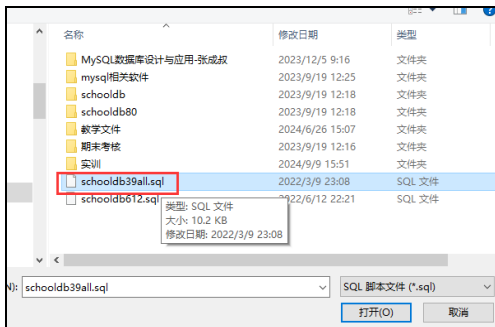 名称 修改日期 类型
MySQL数据库设计与应用-张成叔 2023/12/5 9:16 文件夹
mysql相关软件 2023/9/19 12:25 文件夹
schooldb 2023/9/19 12:18 文件夹
schooldb80 2023/9/19 12:18 文件夹
教学文件 2024/6/26 15:07 文件夹
期末考核 2023/9/19 12:16 文件夹
实训 2024/9/9 15:51 文件夹
schooldb39all.sql 2022/3/9 23:08 SQL 文件
schooldb612.sql 2022/6/12 22:21 SQL 文件
类型: SQL 文件
大小: 10.2 KB
修改日期: 2022/3/9 23:08
N): schooldb39all.sql SQL 脚本文件 (*.sql)
打开(O) 取消